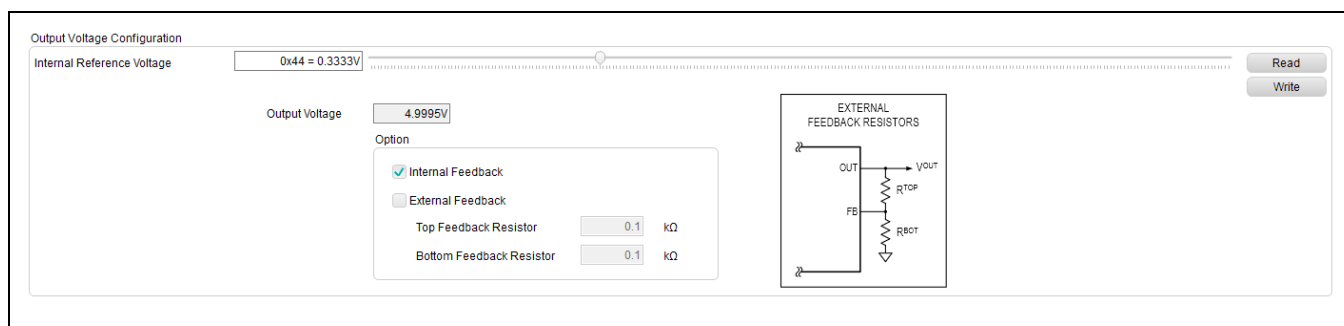 Output Voltage Configuration
Internal Reference Voltage 0x44 = 0.3333V Read
Write
Output Voltage 4.9995V
Option
Internal Feedback
External Feedback
Top Feedback Resistor 0.1 kΩ
Bottom Feedback Resistor 0.1 kΩ
EXTERNAL
FEEDBACK RESISTORS
OUT VOUT
RTOP
FB
RBOT